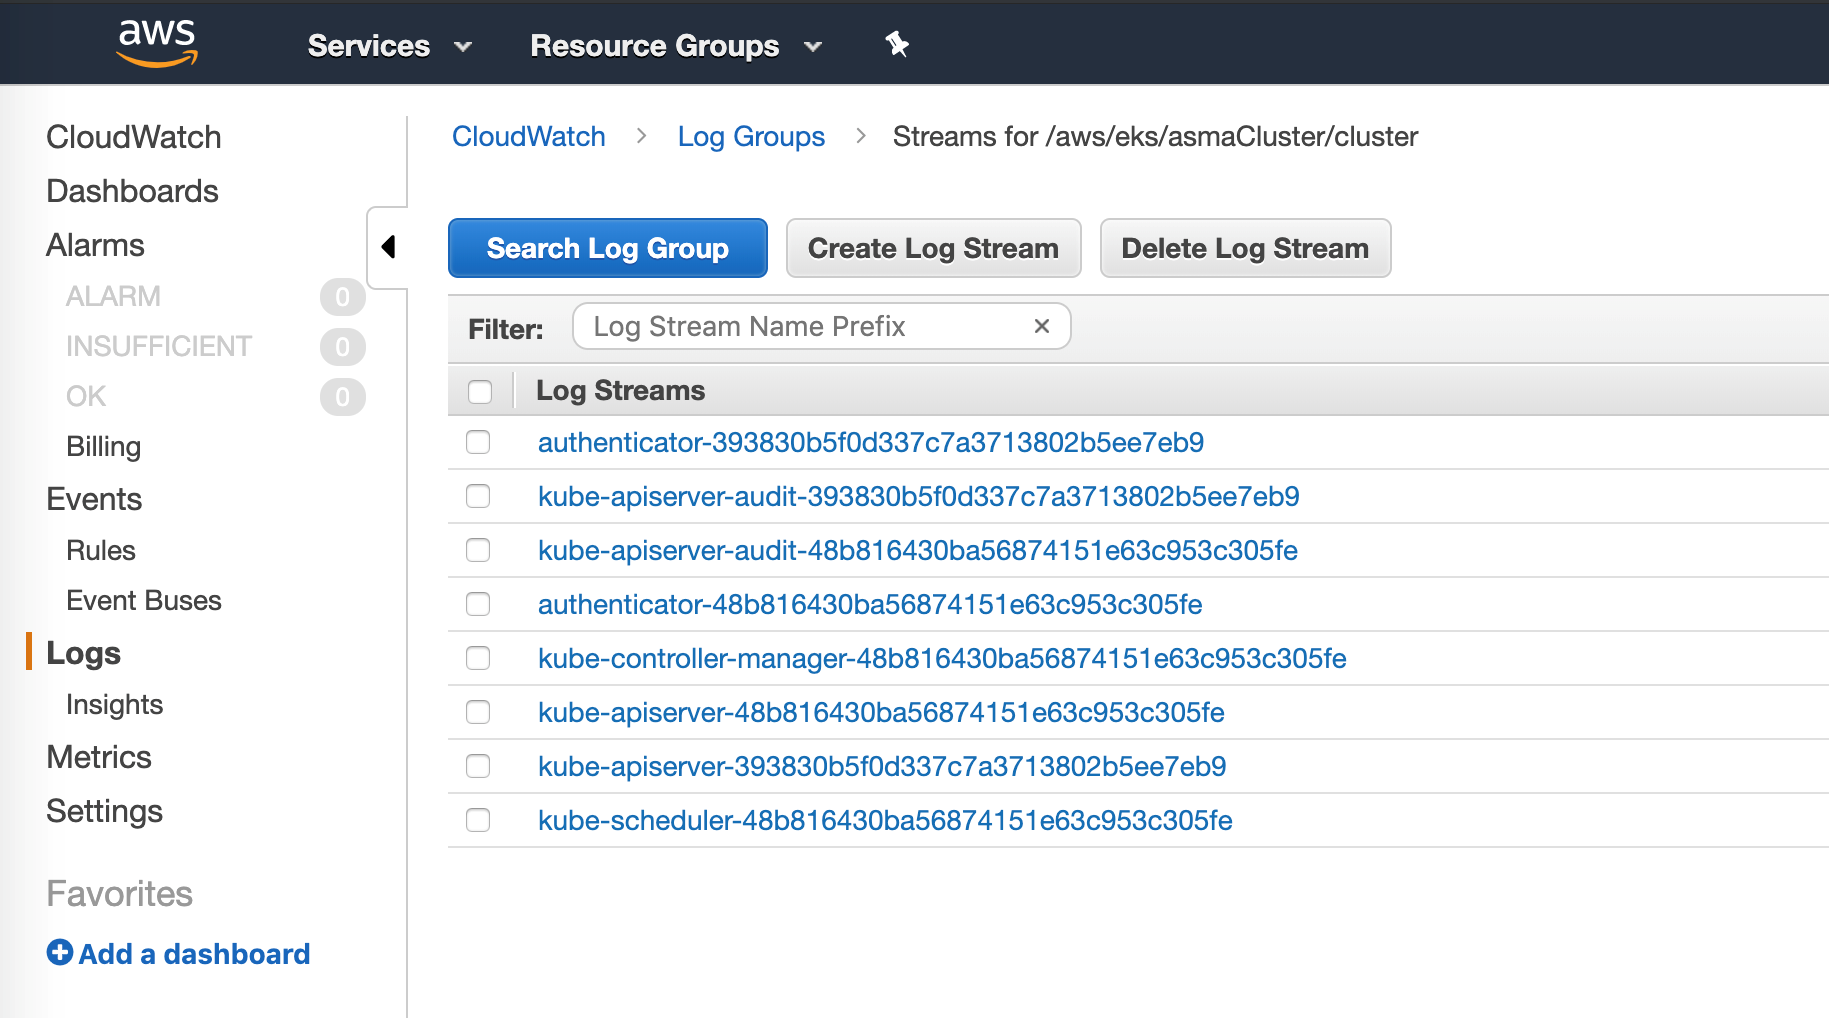 aws Services Resource Groups
CloudWatch
Dashboards
Alarms
ALARM 0
INSUFFICIENT 0
OK 0
Billing
Events
Rules
Event Buses
Logs
Insights
Metrics
Settings
Favorites
Add a dashboard
CloudWatch > Log Groups > Streams for /aws/eks/asmaCluster/cluster
Search Log Group Create Log Stream Delete Log Stream
Filter: Log Stream Name Prefix ×
Log Streams
authenticator-393830b5f0d337c7a3713802b5ee7eb9
kube-apiserver-audit-393830b5f0d337c7a3713802b5ee7eb9
kube-apiserver-audit-48b816430ba56874151e63c953c305fe
authenticator-48b816430ba56874151e63c953c305fe
kube-controller-manager-48b816430ba56874151e63c953c305fe
kube-apiserver-48b816430ba56874151e63c953c305fe
kube-apiserver-393830b5f0d337c7a3713802b5ee7eb9
kube-scheduler-48b816430ba56874151e63c953c305fe